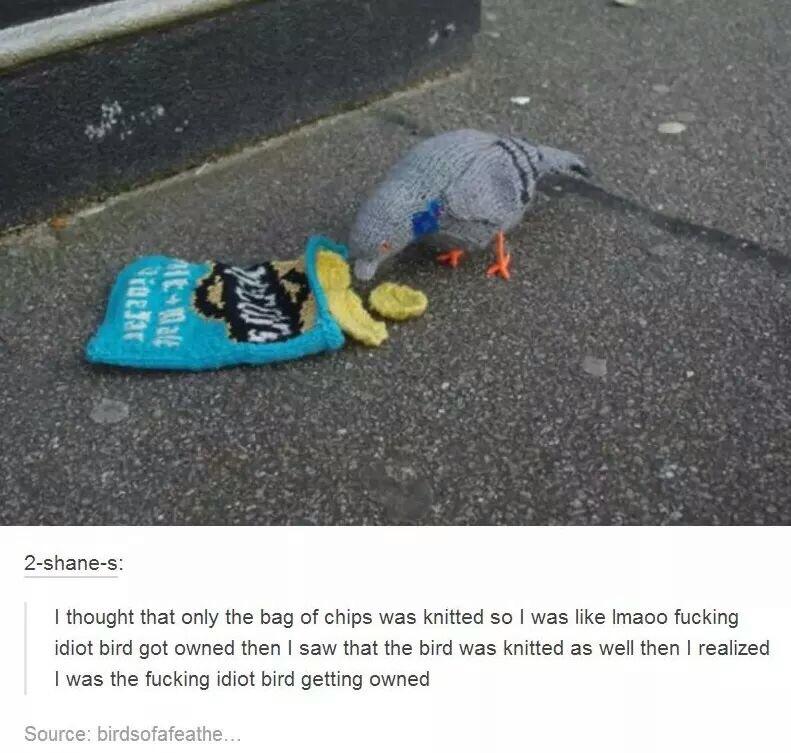 + Malt
Vinegar
2-shane-s:
I thought that only the bag of chips was knitted so I was like lmaoo fucking
idiot bird got owned then I saw that the bird was knitted as well then I realized
I was the fucking idiot bird getting owned
Source: birdsofafeathe...